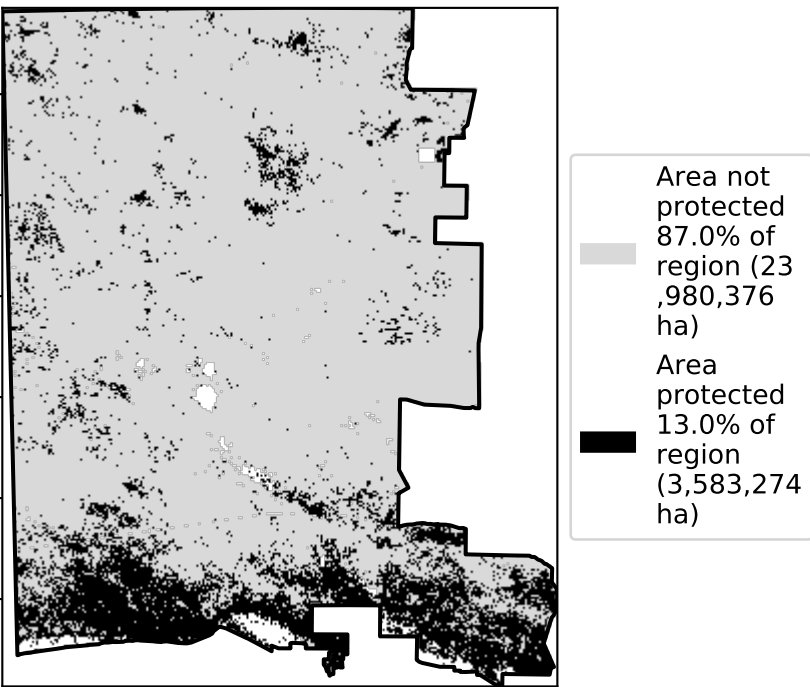 Area not
protected
87.0% of
region (23
,980,376
ha)
Area
protected
13.0% of
region
(3,583,274
ha)